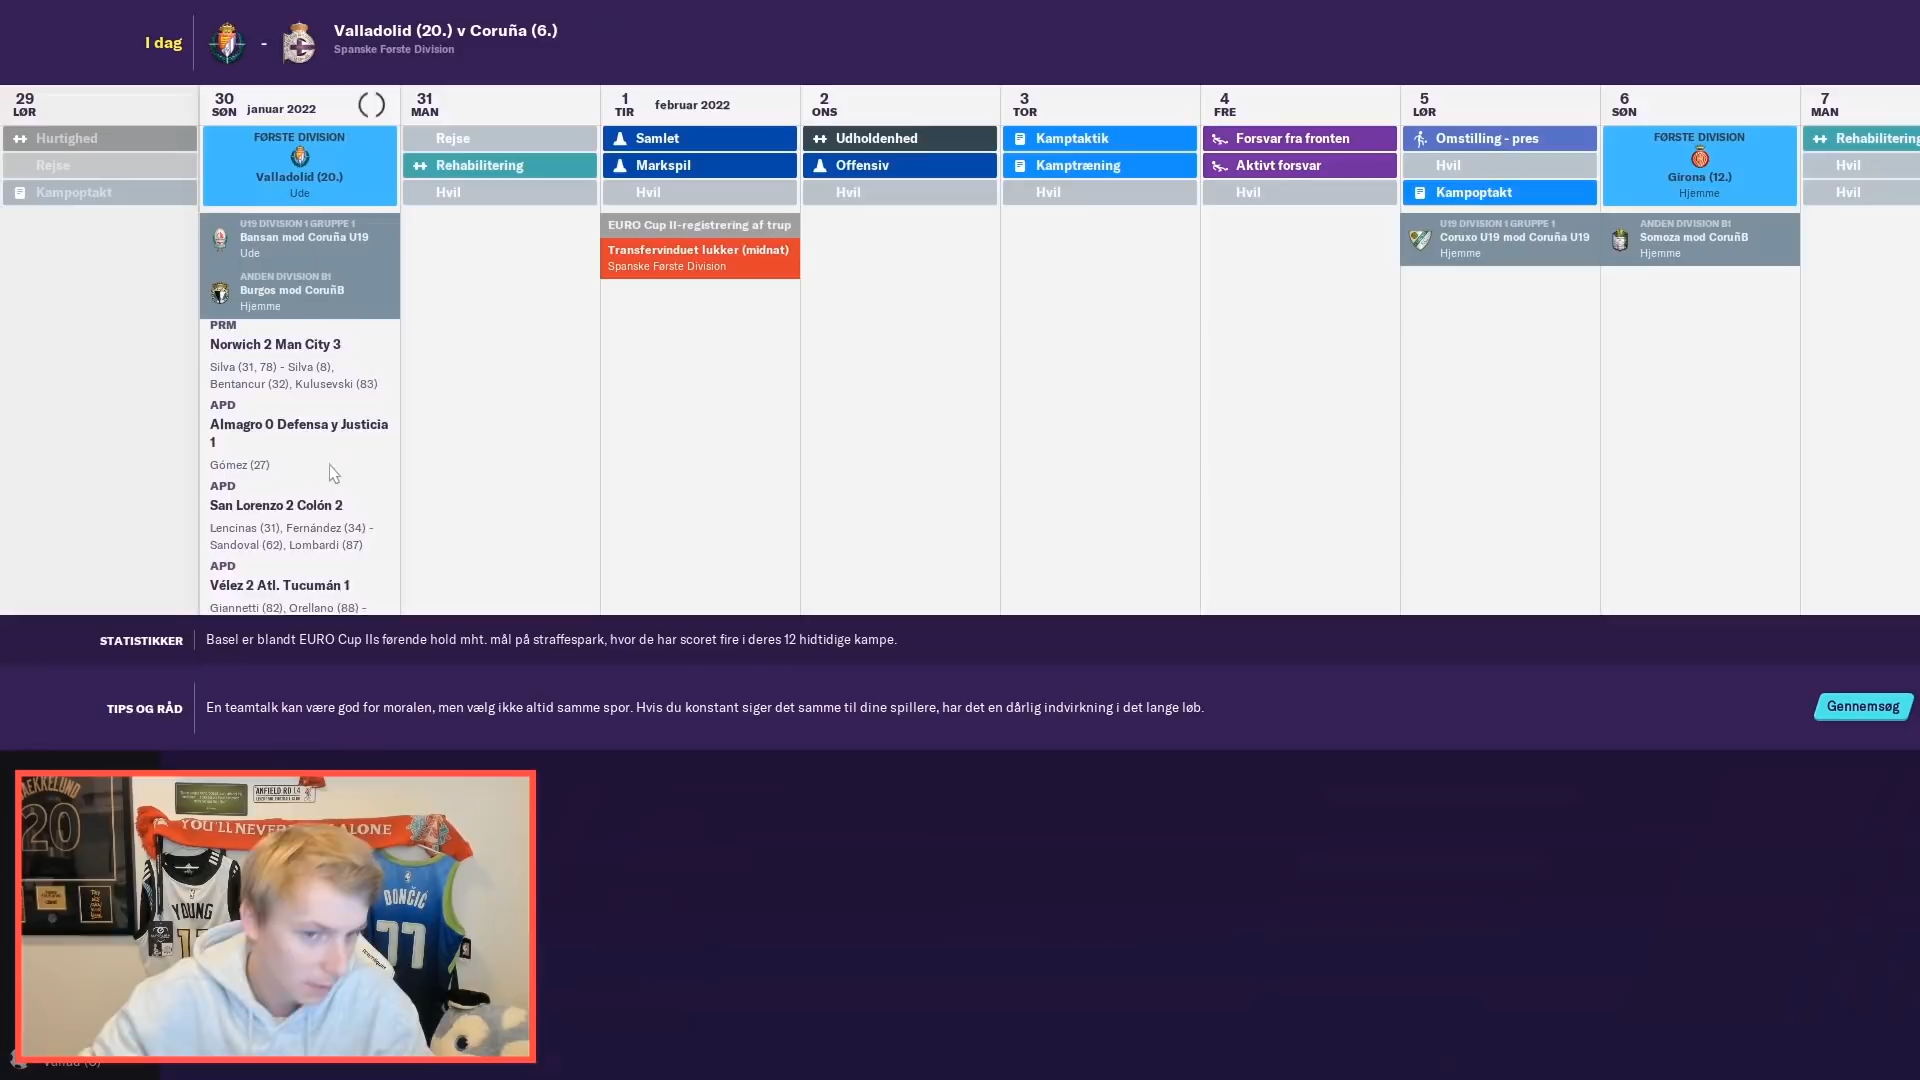 I dag
-
Valladolid (20.) v Coruña (6.)
Spanske Første Division
29
LØR
Hurtighed
Rejse
Kampoptakt
30
SØN januar 2022
FØRSTE DIVISION
Valladolid (20.)
Ude
U19 DIVISION 1 GRUPPE 1
Bansan mod Coruña U19
Ude
ANDEN DIVISION B1
Burgos mod CoruñB
Hjemme
PRM
Norwich 2 Man City 3
Silva (31, 78) - Silva (8),
Bentancur (32), Kulusevski (83)
APD
Almagro 0 Defensa y Justicia
1
Gómez (27)
APD
San Lorenzo 2 Colón 2
Lencinas (31), Fernández (34) -
Sandoval (62), Lombardi (87)
APD
Vélez 2 Atl. Tucumán 1
Giannetti (82), Orellano (88) -
31
MAN
Rejse
Rehabilitering
Hvil
1
TIR februar 2022
Samlet
Markspil
Hvil
EURO Cup II-registrering af trup
Transfervinduet lukker (midnat)
Spanske Første Division
2
ONS
Udholdenhed
Offensiv
Hvil
3
TOR
Kamptaktik
Kamptræning
Hvil
4
FRE
Forsvar fra fronten
Aktivt forsvar
Hvil
5
LØR
Omstilling - pres
Hvil
Kampoptakt
U19 DIVISION 1 GRUPPE 1
Coruxo U19 mod Coruña U19
Hjemme
6
SØN
FØRSTE DIVISION
Girona (12.)
Hjemme
ANDEN DIVISION B1
Somoza mod CoruñB
Hjemme
7
MAN
Rehabilitering
Hvil
Hvil
STATISTIKKER
Basel er blandt EURO Cup IIs førende hold mht. mål på straffespark, hvor de har scoret fire i deres 12 hidtidige kampe.
TIPS OG RÅD
En teamtalk kan være god for moralen, men vælg ikke altid samme spor. Hvis du konstant siger det samme til dine spillere, har det en dårlig indvirkning i det lange løb.
Gennemsøg
20
ANFIELD RD L4
YOU'LL NEVER ALONE
YOUNG
DONČIĆ
77